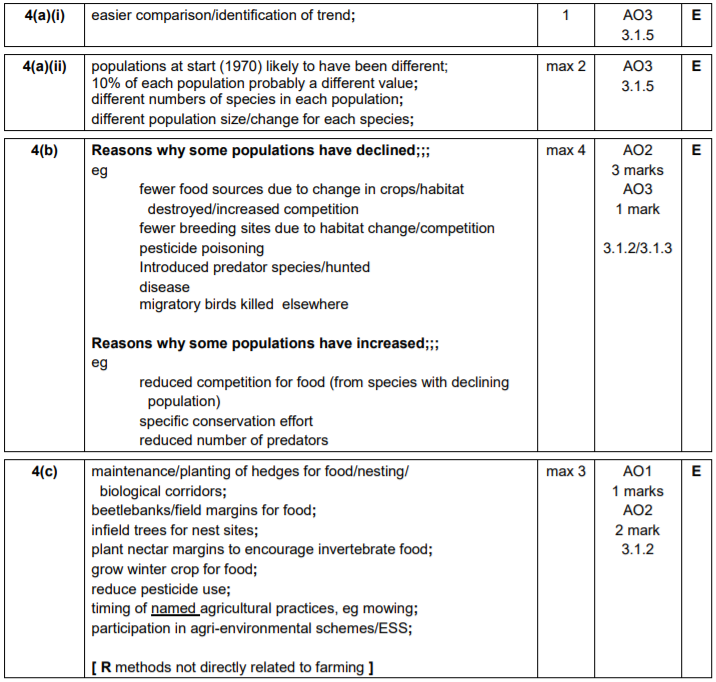 4(a)(i) easier comparison/identification of trend; 1 AO3 E
3.1.5
4(a)(ii) populations at start (1970) likely to have been different; max 2 AO3 E
10% of each population probably a different value; 3.1.5
different numbers of species in each population;
different population size/change for each species;
4(b) Reasons why some populations have declined;;; max 4 AO2 E
eg 3 marks
fewer food sources due to change in crops/habitat AO3
destroyed/increased competition 1 mark
fewer breeding sites due to habitat change/competition
pesticide poisoning 3.1.2/3.1.3
Introduced predator species/hunted
disease
migratory birds killed elsewhere
Reasons why some populations have increased;;;
eg
reduced competition for food (from species with declining
population)
specific conservation effort
reduced number of predators
4(c) maintenance/planting of hedges for food/nesting/ max 3 AO1 E
biological corridors; 1 marks
beetlebanks/field margins for food; AO2
infield trees for nest sites; 2 mark
plant nectar margins to encourage invertebrate food; 3.1.2
grow winter crop for food;
reduce pesticide use;
timing of named agricultural practices, eg mowing;
participation in agri-environmental schemes/ESS;
[ R methods not directly related to farming ]